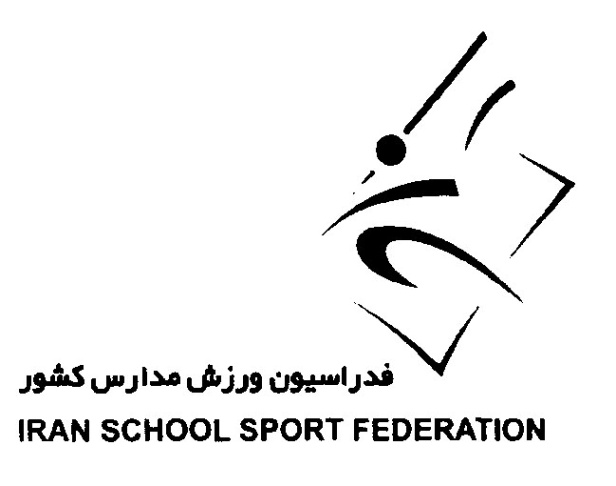 فدراسیون ورزش مدارس کشور
IRAN SCHOOL SPORT FEDERATION